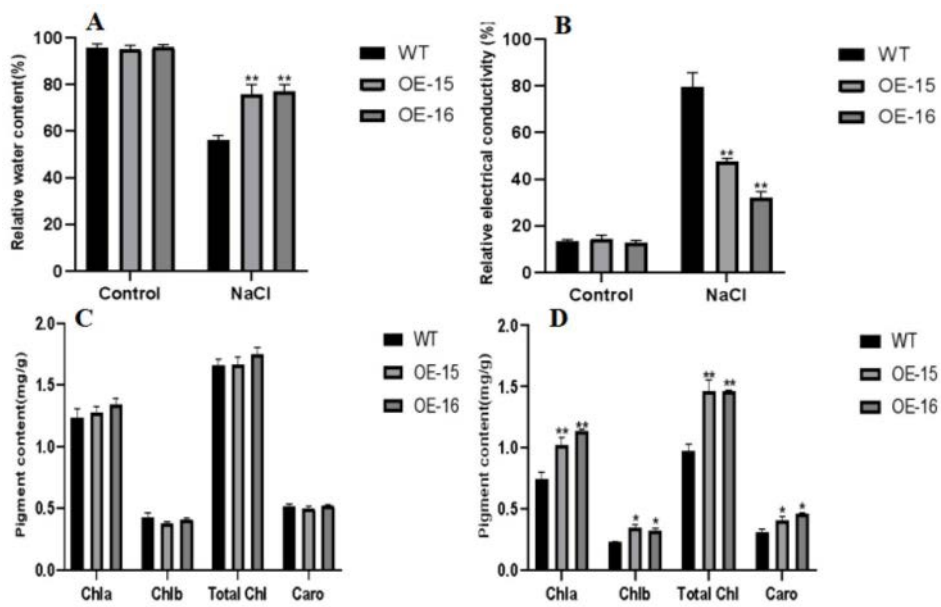 A
Relative water content(%)
100
80
60
40
20
0
** **
Control NaCl
WT
OE-15
OE-16
B
Relative electrical conductivity (%)
100
80
60
40
20
0
**
**
Control NaCl
WT
OE-15
OE-16
C
Pigment content(mg/g)
2.0
1.5
1.0
0.5
0.0
Chla Chlb Total Chl Caro
WT
OE-15
OE-16
D
Pigment content(mg/g)
2.0
1.5
1.0
0.5
0.0
** **
* *
** **
* *
Chla Chlb Total Chl Caro
WT
OE-15
OE-16